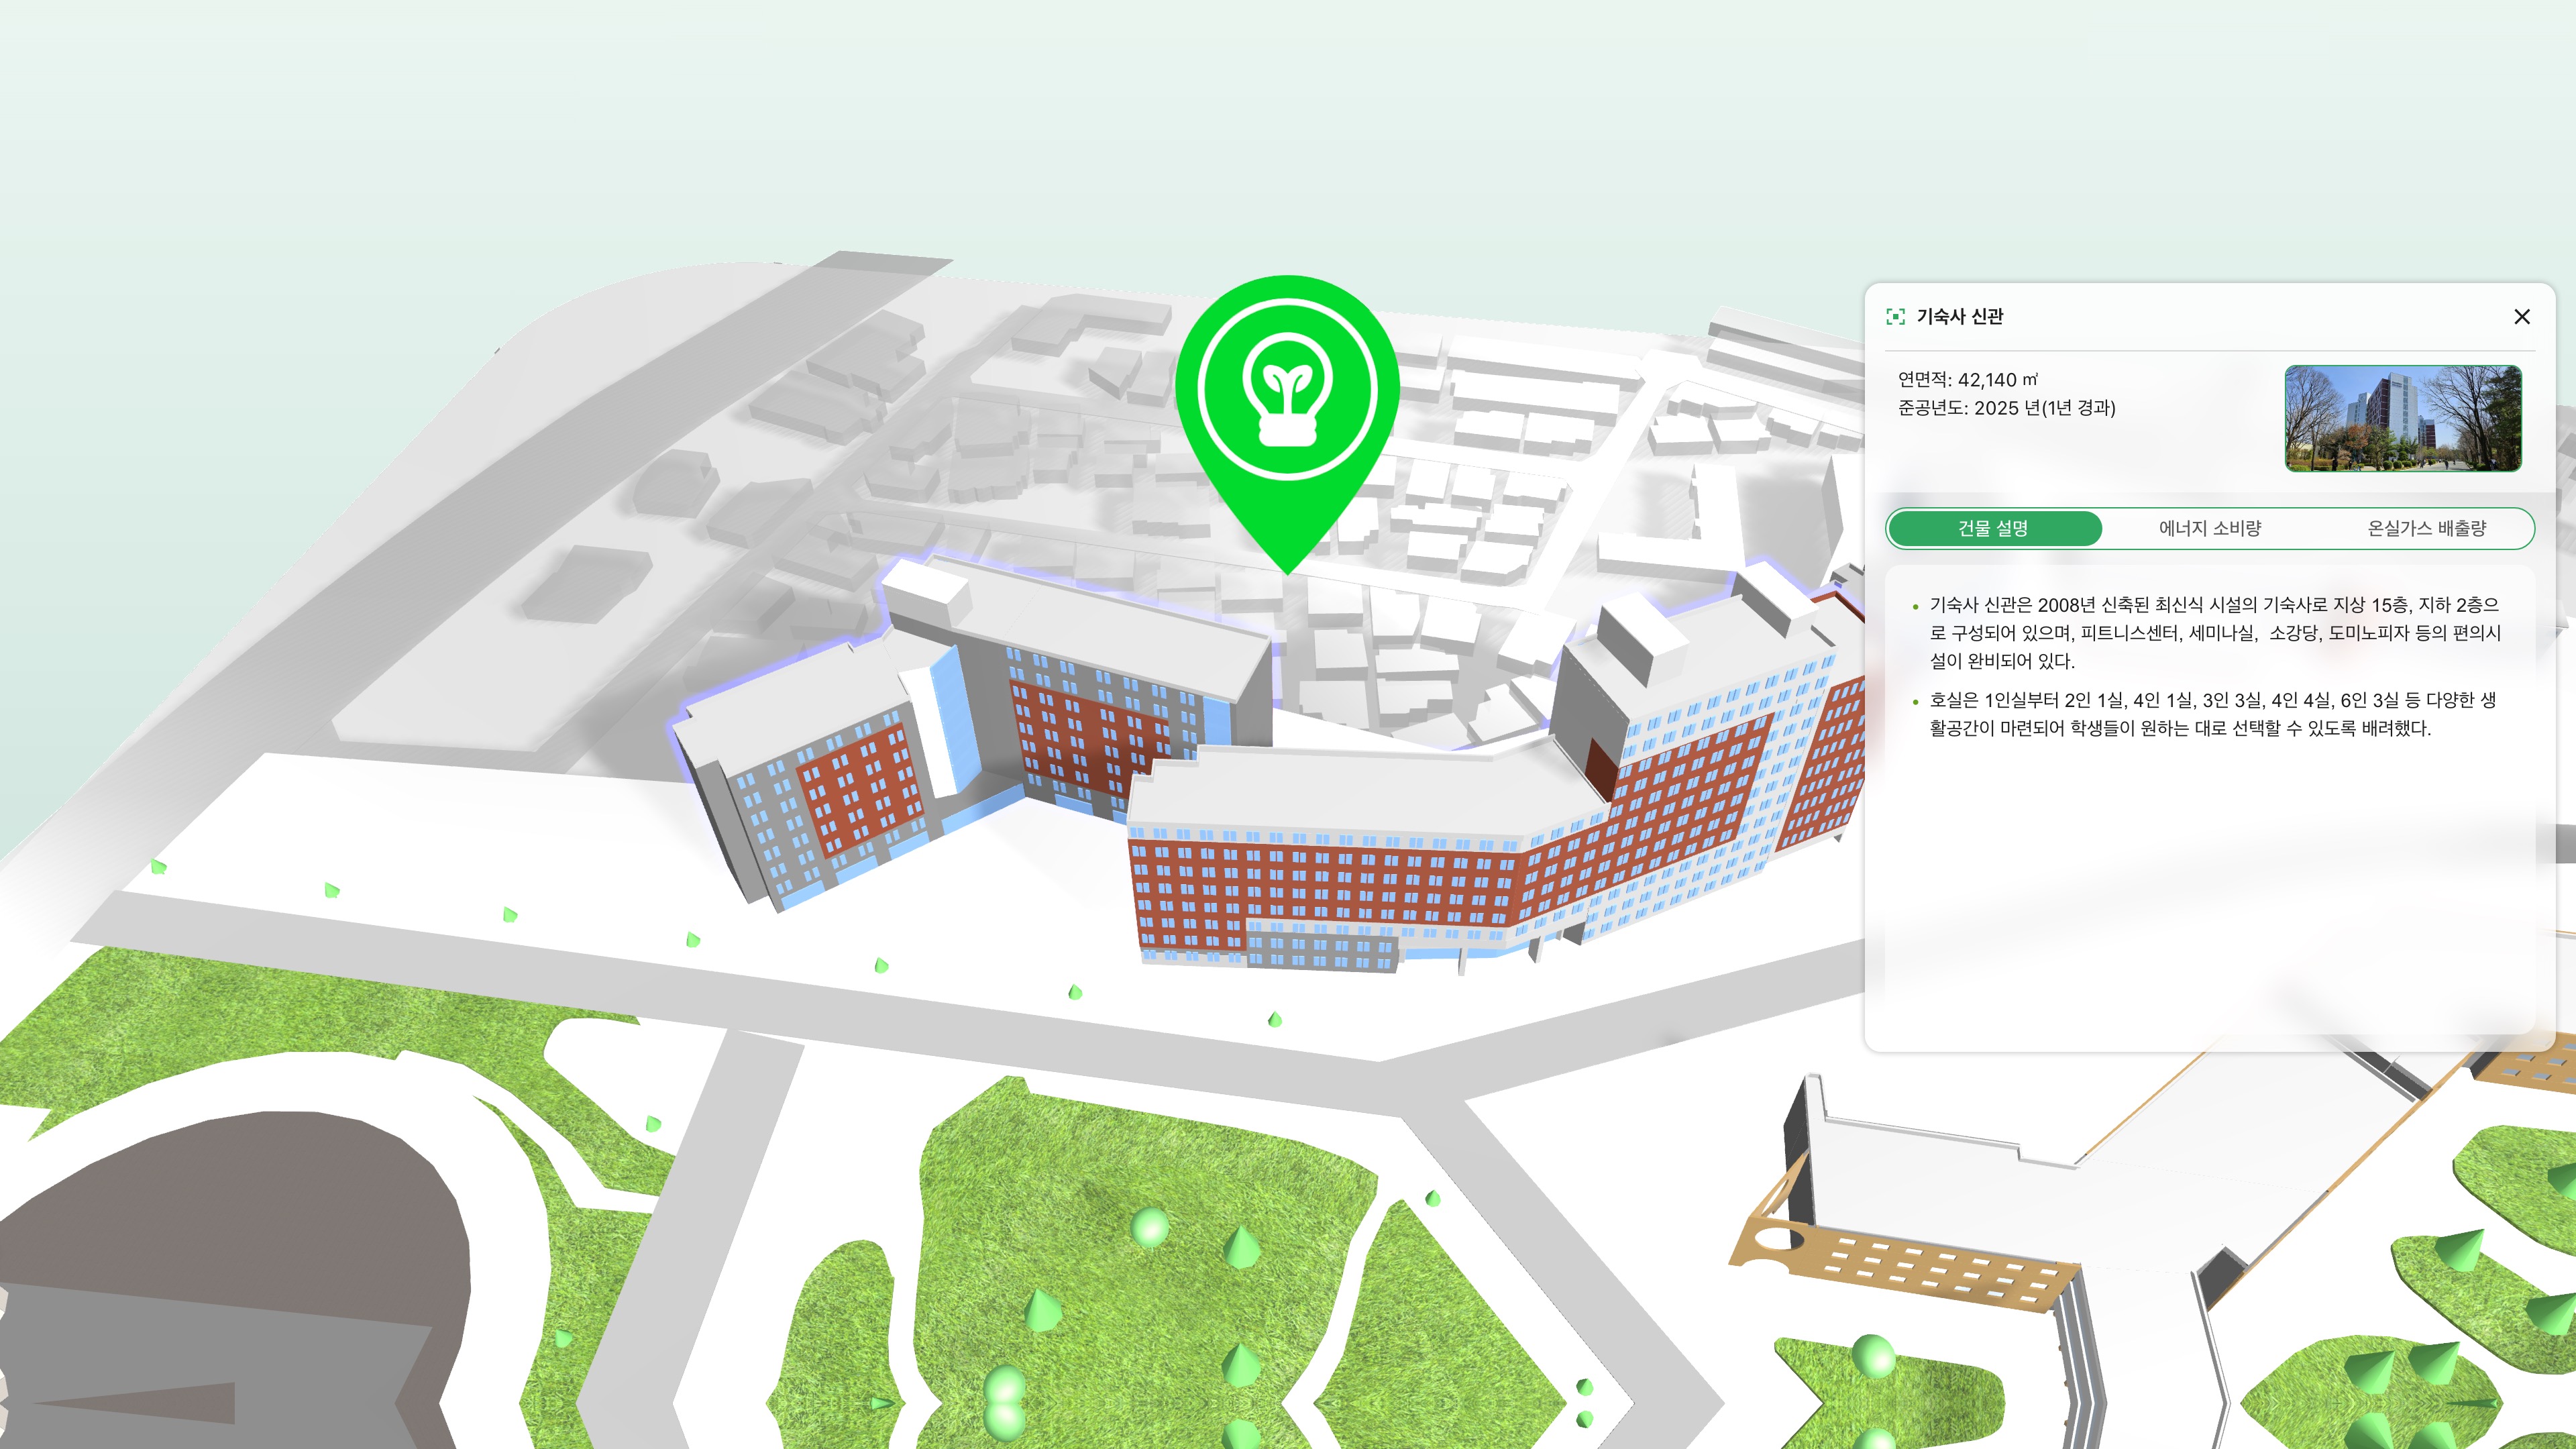 기숙사 신관
연면적: 42,140 ㎡
준공년도: 2025 년(1년 경과)
건물 설명
에너지 소비량
온실가스 배출량
기숙사 신관은 2008년 신축된 최신식 시설의 기숙사로 지상 15층, 지하 2층으
로 구성되어 있으며, 피트니스센터, 세미나실, 소강당, 도미노피자 등의 편의시
설이 완비되어 있다.
호실은 1인실부터 2인 1실, 4인 1실, 3인 3실, 4인 4실, 6인 3실 등 다양한 생
활공간이 마련되어 학생들이 원하는 대로 선택할 수 있도록 배려했다.